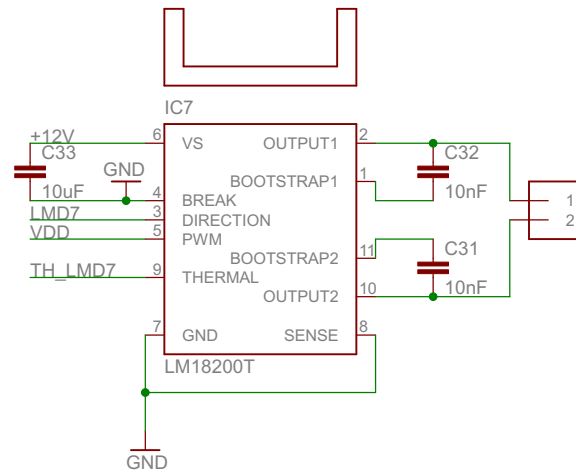 IC7
+12V 6 VS OUTPUT1 2
C33 C32
GND 1
BOOTSTRAP1
10uF 10nF 1
4 BREAK
LMD7 3 DIRECTION 2
VDD 5 PWM
11
BOOTSTRAP2 C31
TH_LMD7 9 THERMAL
10nF
OUTPUT2 10
7 GND SENSE 8
LM18200T
GND